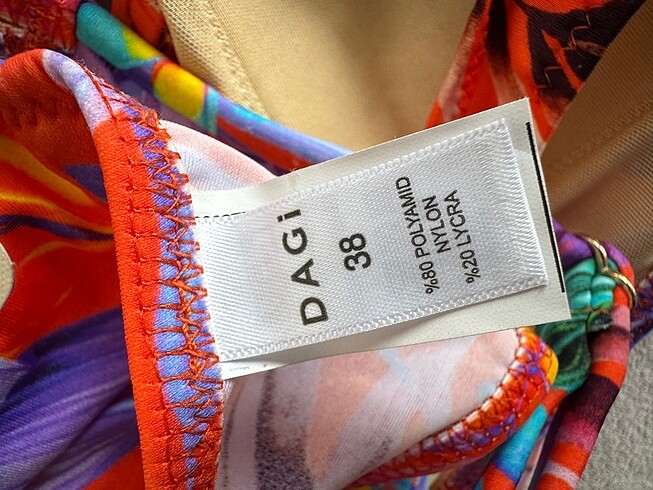 DAGi
38
%80 POLYAMID
NYLON
%20 LYCRA